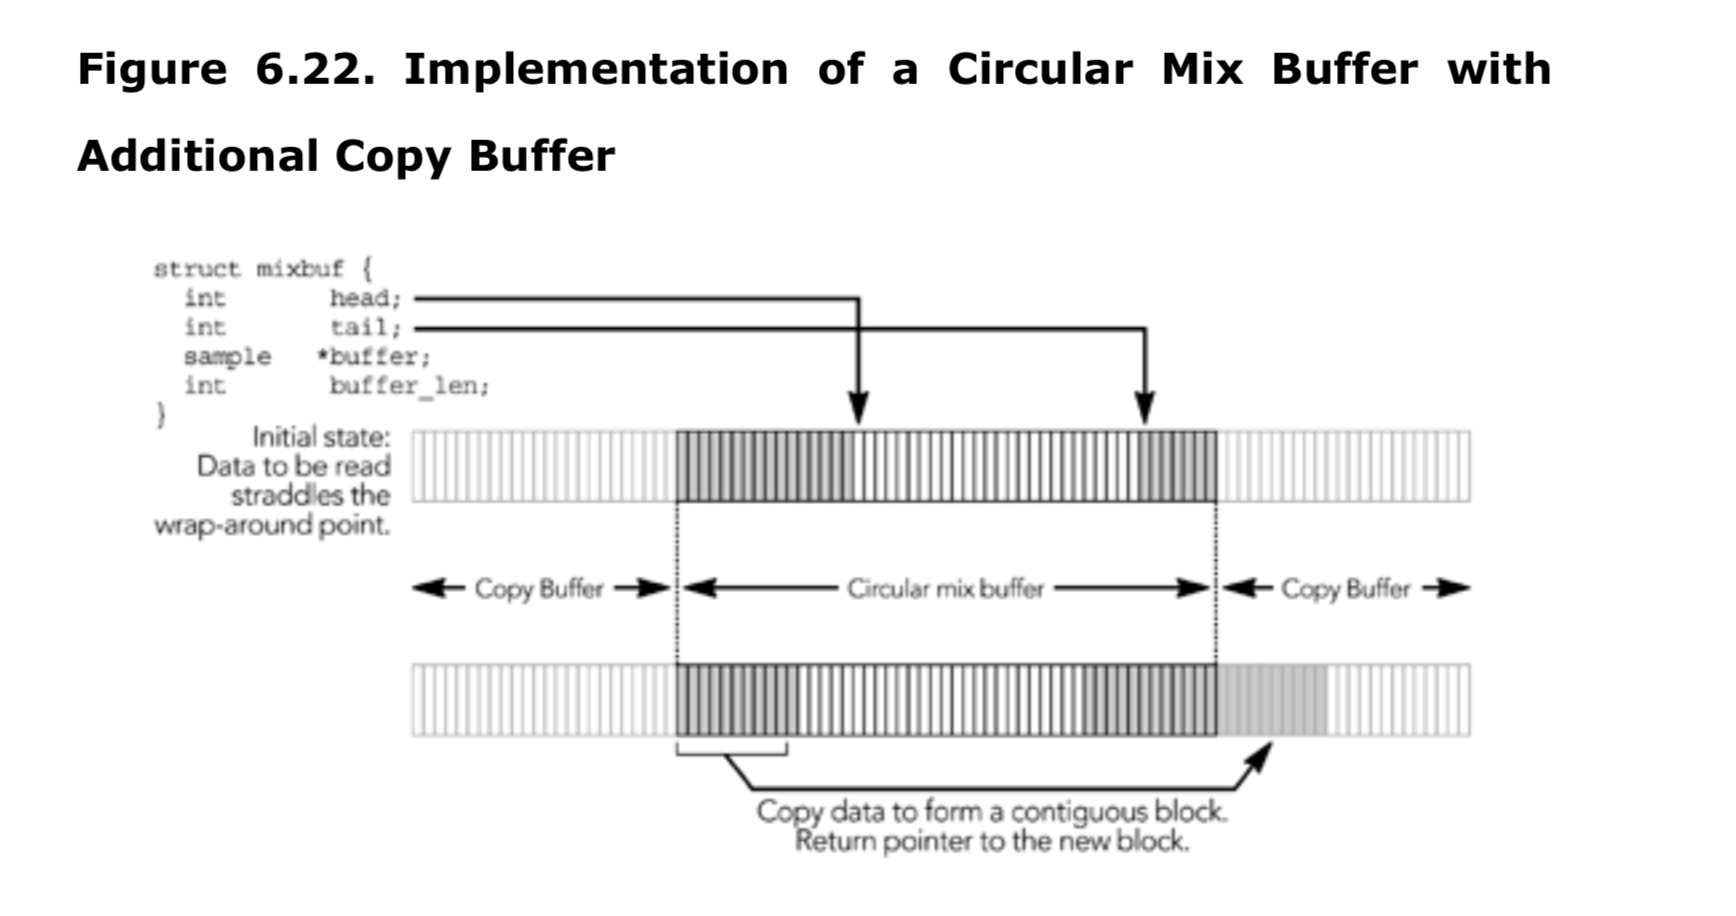 Figure 6.22. Implementation of a Circular Mix Buffer with
Additional Copy Buffer
struct mixbuf {
int head;
int tail;
sample *buffer;
int buffer_len;
}
Initial state:
Data to be read
straddles the
wrap-around point.
Copy Buffer
Circular mix buffer
Copy Buffer
Copy data to form a contiguous block.
Return pointer to the new block.